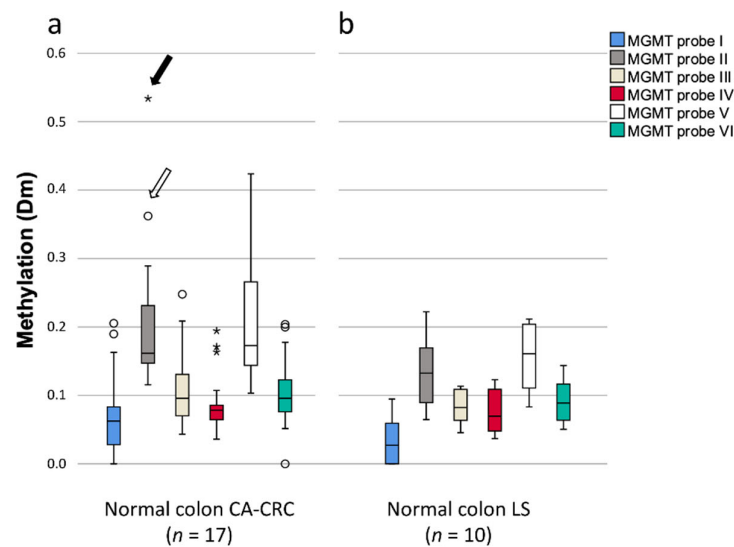 a
b
0.6
0.5
0.4
0.3
0.2
0.1
0.0
Methylation (Dm)
MGMT probe I
MGMT probe II
MGMT probe III
MGMT probe IV
MGMT probe V
MGMT probe VI
Normal colon CA-CRC
(n = 17)
Normal colon LS
(n = 10)